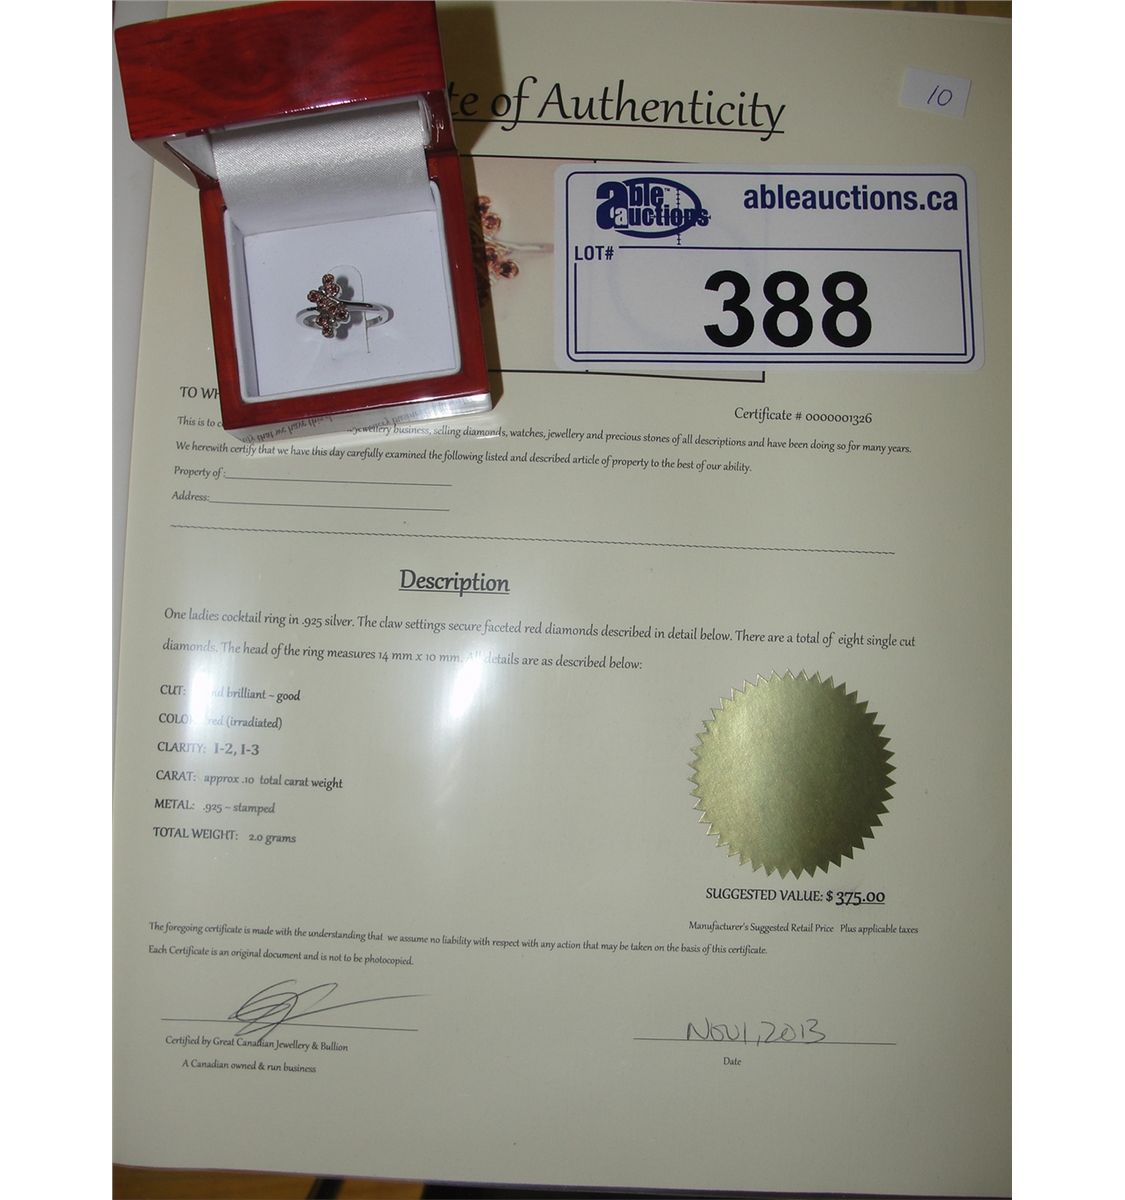 te of Authenticity
10
able auctions™
ableauctions.ca
LOT#
388
TO WH
Certificate # 0000001326
This is to c jewellery business, selling diamonds, watches, jewellery and precious stones of all descriptions and have been doing so for many years.
We herewith certify that we have this day carefully examined the following listed and described article of property to the best of our ability.
Property of:
Address:
Description
One ladies cocktail ring in .925 silver. The claw settings secure faceted red diamonds described in detail below. There are a total of eight single cut
diamonds. The head of the ring measures 14 mm x 10 mm. All details are as described below:
CUT: nd brilliant ~ good
COLO red (irradiated)
CLARITY: I-2, I-3
CARAT: approx .10 total carat weight
METAL: .925 ~ stamped
TOTAL WEIGHT: 2.0 grams
SUGGESTED VALUE: $ 375.00
Manufacturer's Suggested Retail Price Plus applicable taxes
The foregoing certificate is made with the understanding that we assume no liability with respect with any action that may be taken on the basis of this certificate.
Each Certificate is an original document and is not to be photocopied.
Certified by Great Canadian Jewellery & Bullion
A Canadian owned & run business
Nov 1, 2013
Date